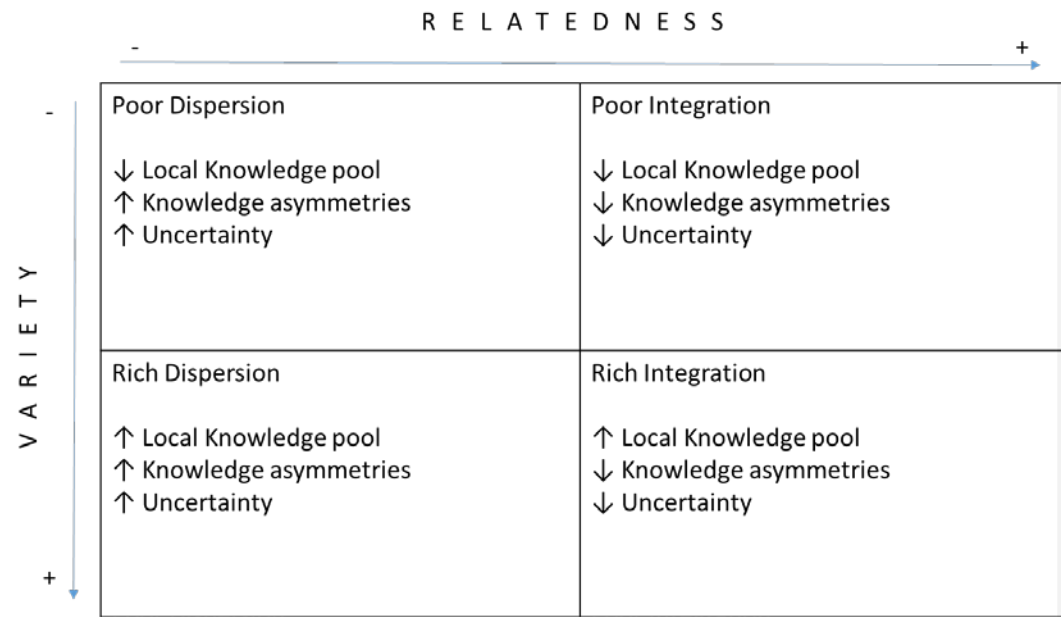 R E L A T E D N E S S
- +
-
Poor Dispersion
↓ Local Knowledge pool
↑ Knowledge asymmetries
↑ Uncertainty
Poor Integration
↓ Local Knowledge pool
↓ Knowledge asymmetries
↓ Uncertainty
V A R I E T Y
Rich Dispersion
↑ Local Knowledge pool
↑ Knowledge asymmetries
↑ Uncertainty
Rich Integration
↑ Local Knowledge pool
↓ Knowledge asymmetries
↓ Uncertainty
+